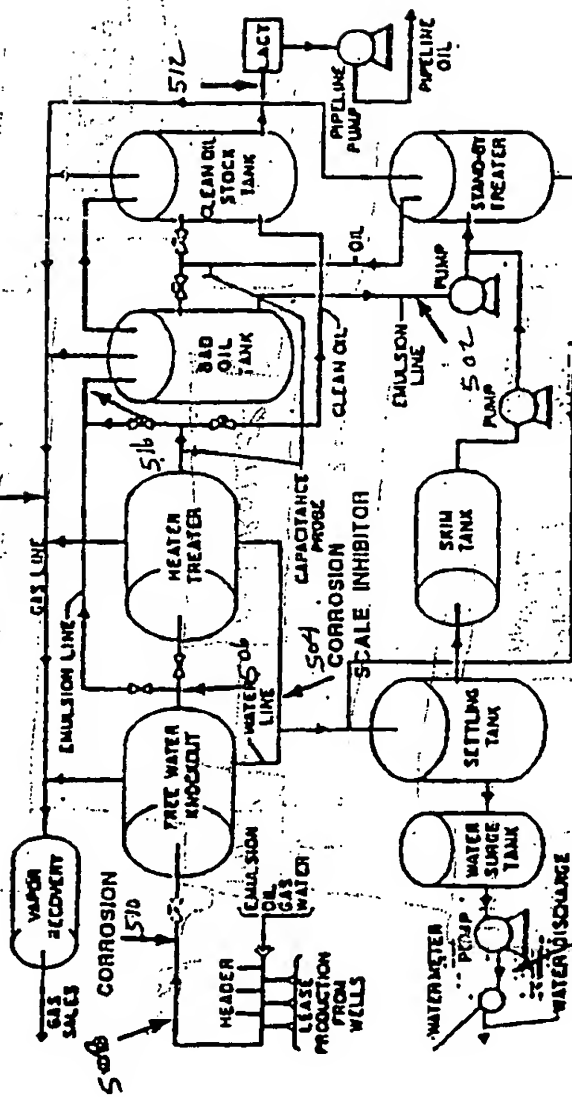 GAS
SALES
VAPOR
RECOVERY
CORROSION
510
508
HEADER
LEASE
PRODUCTION
FROM
WELLS
EMULSION
OIL
GAS
WATER
FREE WATER
KNOCKOUT
EMULSION LINE
GAS LINE
506
WATER
LINE
504
CORROSION
SCALE INHIBITOR
HEATER
TREATER
CAPACITANCE
PROBE
516
BAD
OIL
TANK
CLEAN OIL
STOCK
TANK
512
LACT
PIPELINE
PUMP
PIPELINE
OIL
OIL
CLEAN OIL
EMULSION
LINE
502
PUMP
STAND-BY
TREATER
PUMP
SKIM
TANK
SETTLING
TANK
WATER
SURGE
TANK
WATER METER
PUMP
WATER DISCHARGE